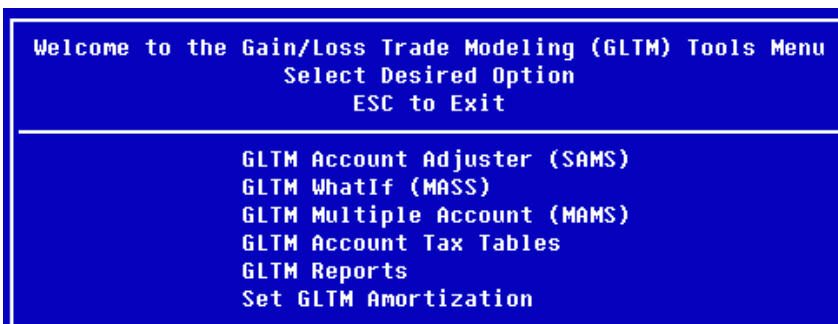 Welcome to the Gain/Loss Trade Modeling (GLTM) Tools Menu
Select Desired Option
ESC to Exit
GLTM Account Adjuster (SAMS)
GLTM WhatIf (MASS)
GLTM Multiple Account (MAMS)
GLTM Account Tax Tables
GLTM Reports
Set GLTM Amortization